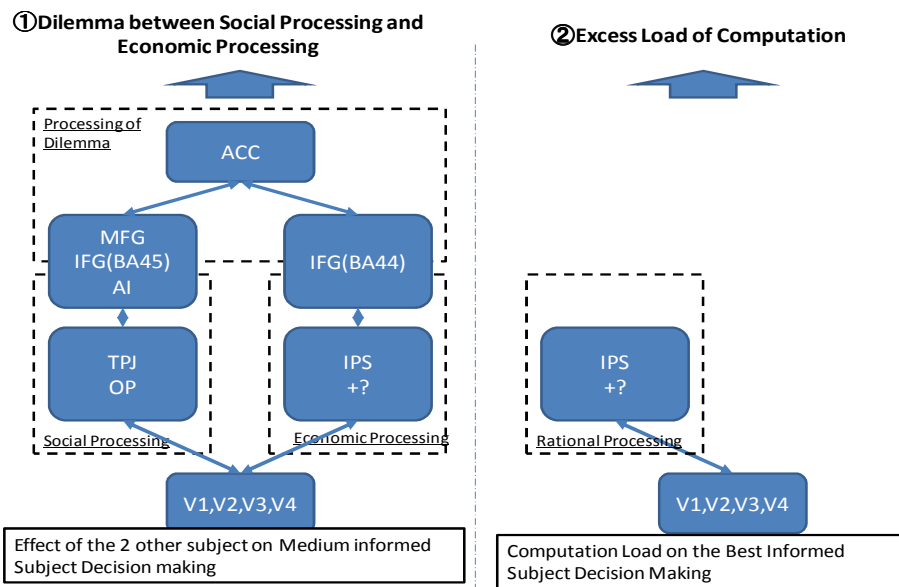 ①Dilemma between Social Processing and
Economic Processing
Processing of
Dilemma
ACC
MFG
IFG(BA45)
AI
IFG(BA44)
TPJ
OP
IPS
+?
Social Processing
Economic Processing
V1,V2,V3,V4
Effect of the 2 other subject on Medium informed
Subject Decision making
②Excess Load of Computation
IPS
+?
Rational Processing
V1,V2,V3,V4
Computation Load on the Best Informed
Subject Decision Making